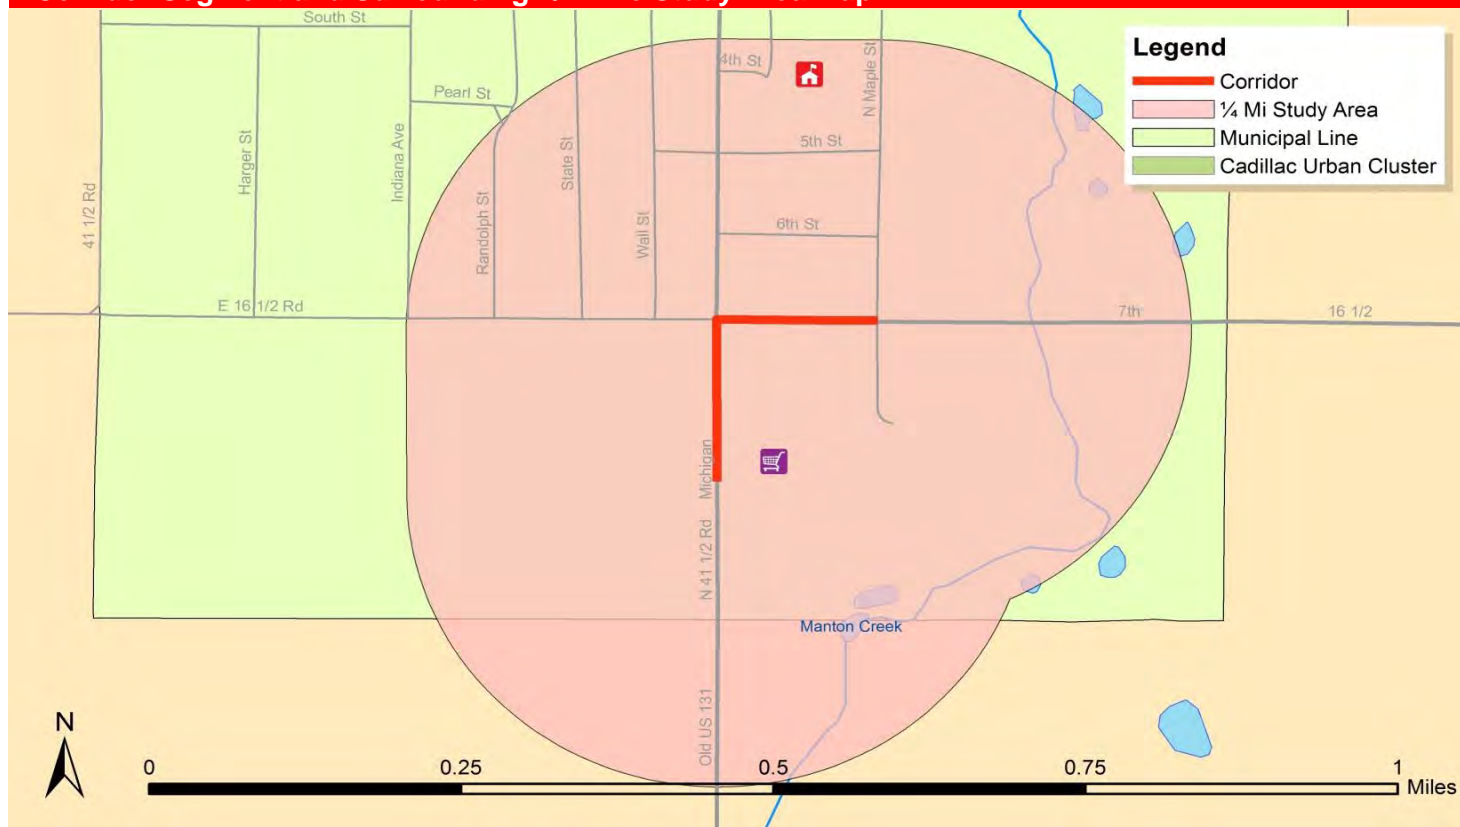 South St
4th St
N Maple St
Legend
Corridor
¼ Mi Study Area
Municipal Line
Cadillac Urban Cluster
Pearl St
5th St
Harger St
Indiana Ave
State St
41 1/2 Rd
Randolph St
Wall St
6th St
E 16 1/2 Rd
7th
16 1/2
Michigan
N 41 1/2 Rd
Manton Creek
Old US 131
N
0
0.25
0.5
0.75
1
Miles